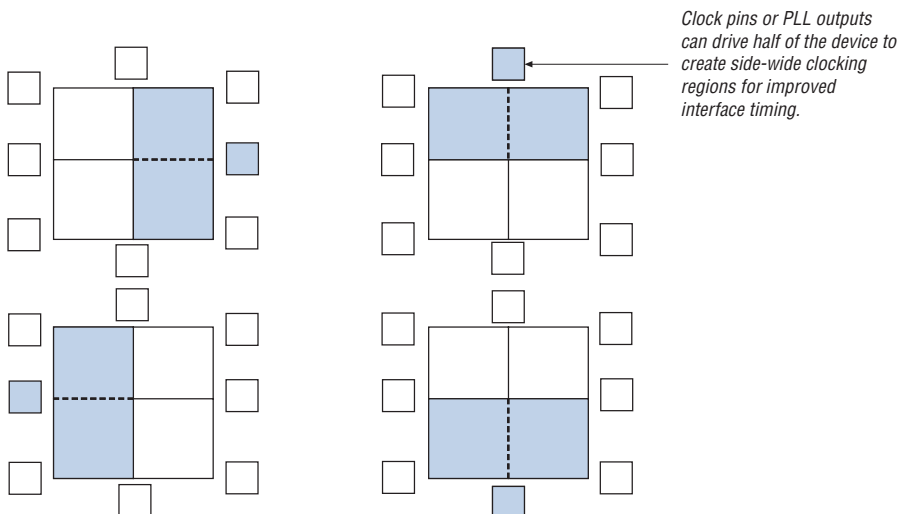 Clock pins or PLL outputs
can drive half of the device to
create side-wide clocking
regions for improved
interface timing.